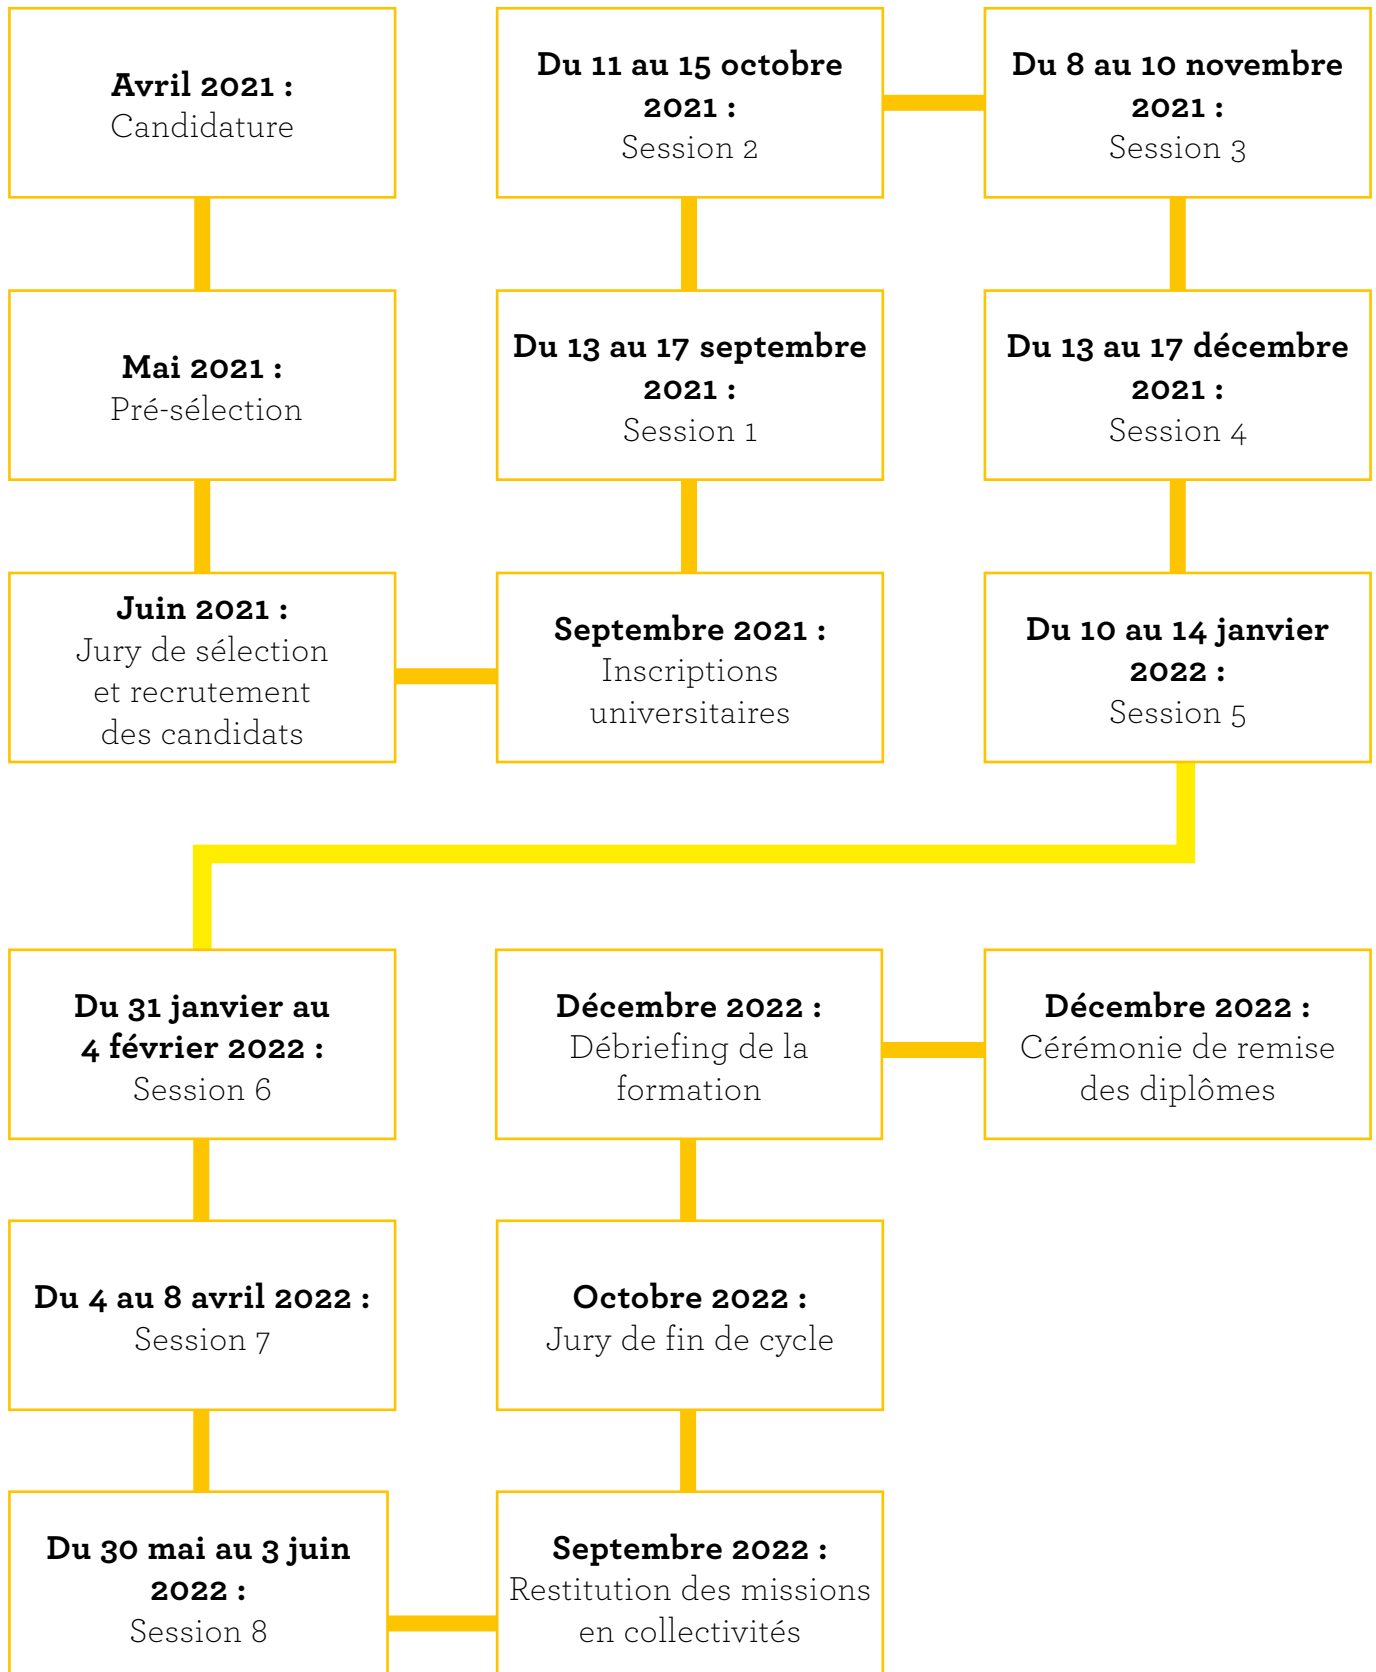 Avril 2021 :
Candidature
Mai 2021 :
Pré-sélection
Juin 2021 :
Jury de sélection
et recrutement
des candidats
Septembre 2021 :
Inscriptions
universitaires
Du 13 au 17 septembre
2021 :
Session 1
Du 11 au 15 octobre
2021 :
Session 2
Du 8 au 10 novembre
2021 :
Session 3
Du 13 au 17 décembre
2021 :
Session 4
Du 10 au 14 janvier
2022 :
Session 5
Du 31 janvier au
4 février 2022 :
Session 6
Du 4 au 8 avril 2022 :
Session 7
Du 30 mai au 3 juin
2022 :
Session 8
Septembre 2022 :
Restitution des missions
en collectivités
Octobre 2022 :
Jury de fin de cycle
Décembre 2022 :
Débriefing de la
formation
Décembre 2022 :
Cérémonie de remise
des diplômes